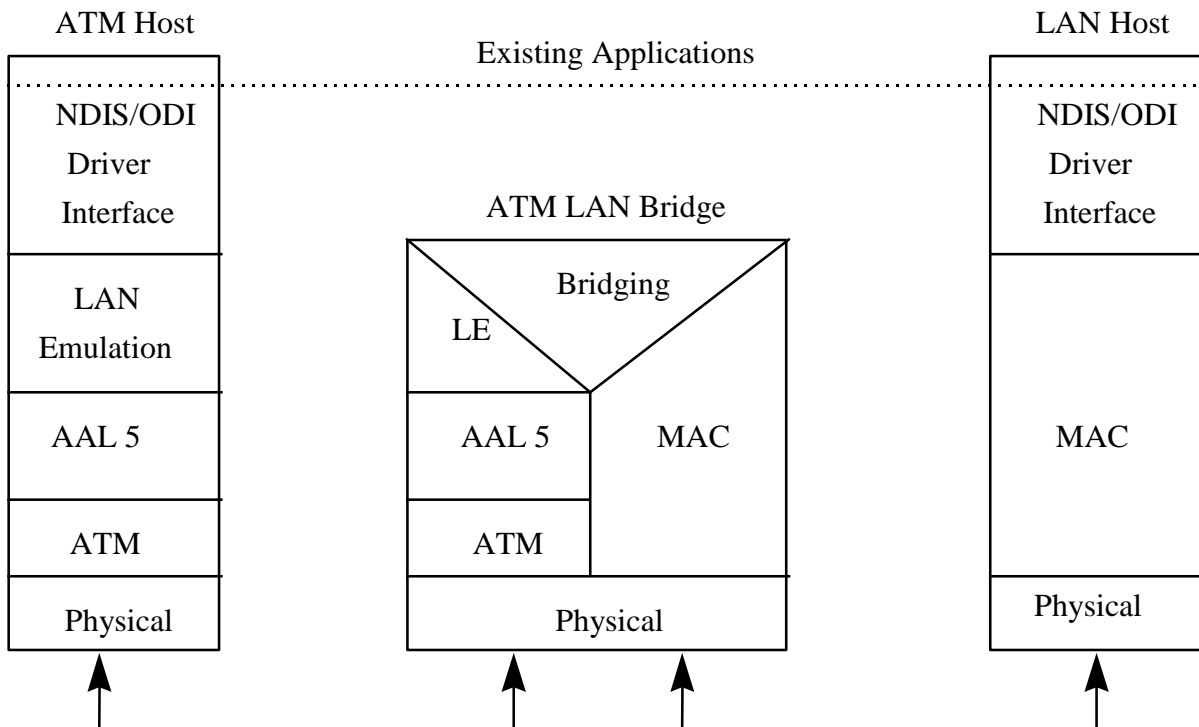 ATM Host
LAN Host
Existing Applications
NDIS/ODI
Driver
Interface
LAN
Emulation
AAL 5
ATM
Physical
ATM LAN Bridge
Bridging
LE
AAL 5
MAC
ATM
Physical
NDIS/ODI
Driver
Interface
MAC
Physical